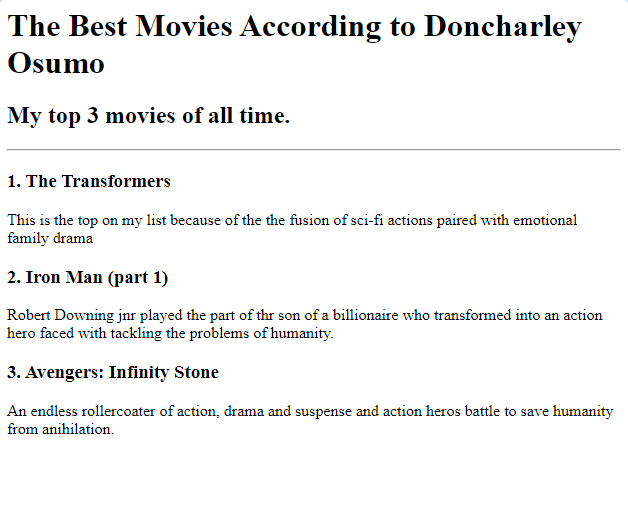 The Best Movies According to Doncharley
Osumo
My top 3 movies of all time.
1. The Transformers
This is the top on my list because of the the fusion of sci-fi actions paired with emotional
family drama
2. Iron Man (part 1)
Robert Downing jnr played the part of thr son of a billionaire who transformed into an action
hero faced with tackling the problems of humanity.
3. Avengers: Infinity Stone
An endless rollercoater of action, drama and suspense and action heros battle to save humanity
from anihilation.